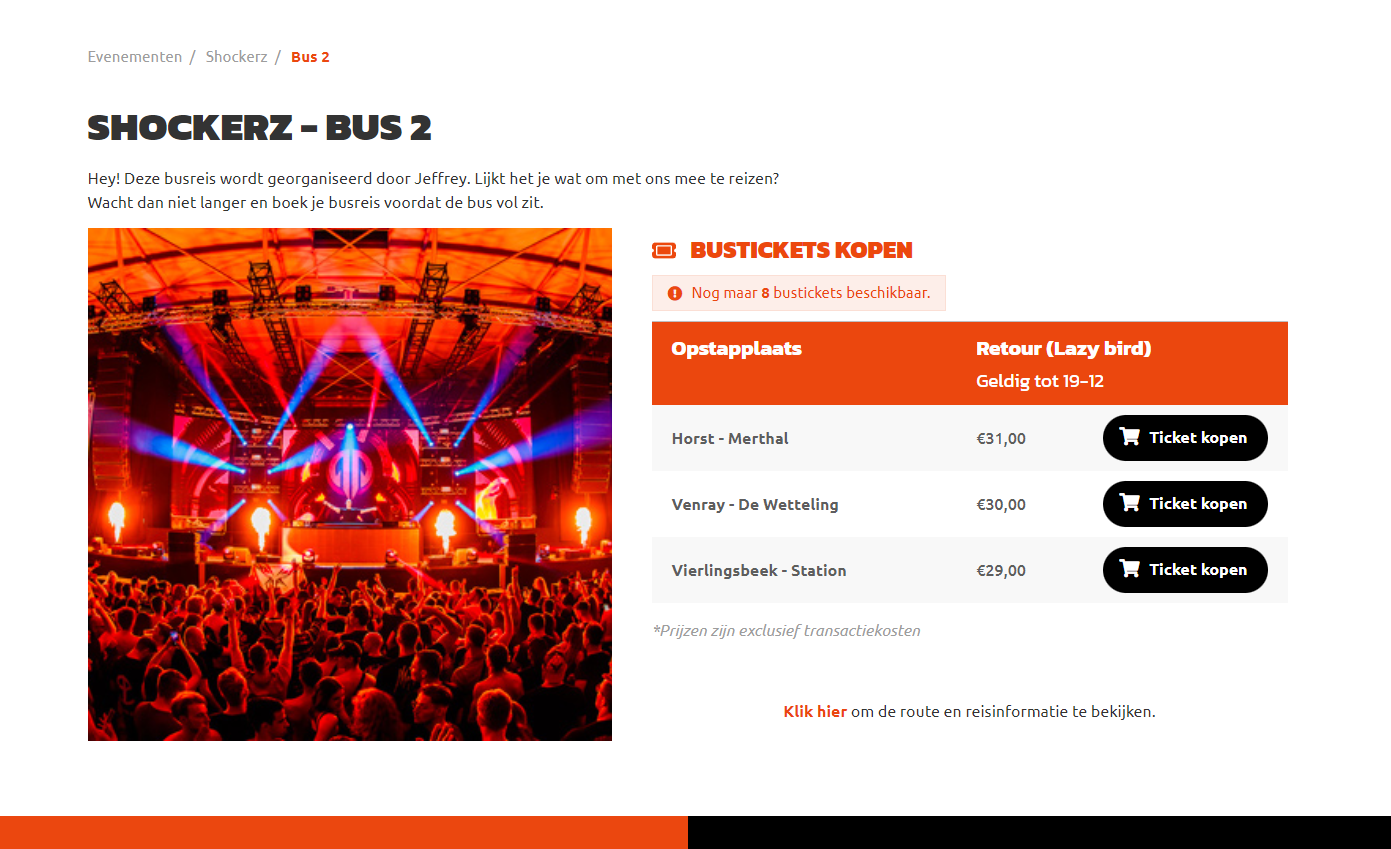 Evenementen / Shockerz / Bus 2
SHOCKERZ - BUS 2
Hey! Deze busreis wordt georganiseerd door Jeffrey. Lijkt het je wat om met ons mee te reizen?
Wacht dan niet langer en boek je busreis voordat de bus vol zit.
BUSTICKETS KOPEN
Nog maar 8 bustickets beschikbaar.
Opstapplaats Retour (Lazy bird)
Geldig tot 19-12
Horst - Merthal €31,00 Ticket kopen
Venray - De Wetteling €30,00 Ticket kopen
Vierlingsbeek - Station €29,00 Ticket kopen
*Prijzen zijn exclusief transactiekosten
Klik hier om de route en reisinformatie te bekijken.